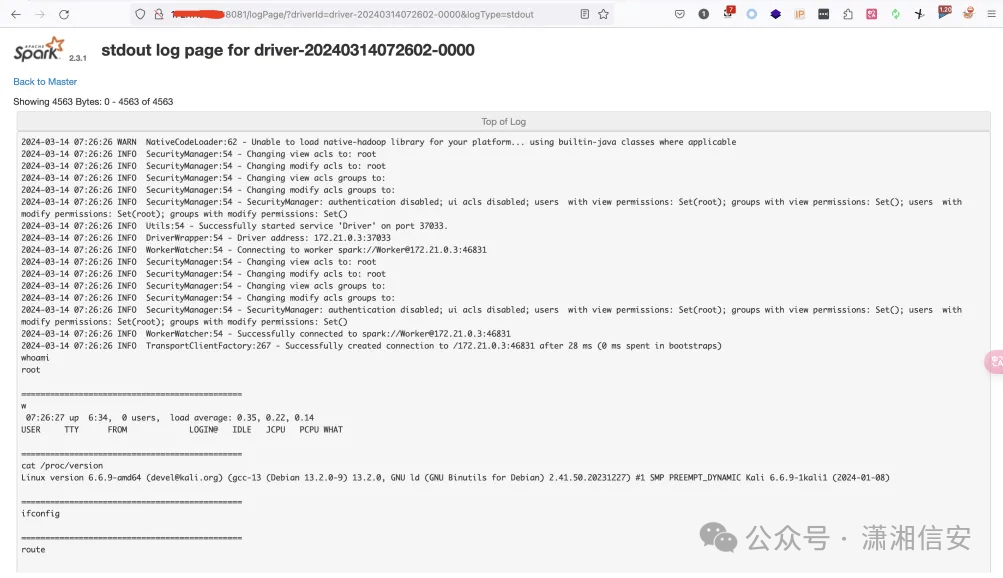 8081/logPage/?driverId=driver-20240314072602-0000&logType=stdout
7
1
IP
1.20
APACHE
Spark 2.3.1 stdout log page for driver-20240314072602-0000
Back to Master
Showing 4563 Bytes: 0 - 4563 of 4563
Top of Log
2024-03-14 07:26:26 WARN  NativeCodeLoader:62 - Unable to load native-hadoop library for your platform... using builtin-java classes where applicable
2024-03-14 07:26:26 INFO  SecurityManager:54 - Changing view acls to: root
2024-03-14 07:26:26 INFO  SecurityManager:54 - Changing modify acls to: root
2024-03-14 07:26:26 INFO  SecurityManager:54 - Changing view acls groups to:
2024-03-14 07:26:26 INFO  SecurityManager:54 - Changing modify acls groups to:
2024-03-14 07:26:26 INFO  SecurityManager:54 - SecurityManager: authentication disabled; ui acls disabled; users  with view permissions: Set(root); groups with view permissions: Set(); users  with
modify permissions: Set(root); groups with modify permissions: Set()
2024-03-14 07:26:26 INFO  Utils:54 - Successfully started service 'Driver' on port 37033.
2024-03-14 07:26:26 INFO  DriverWrapper:54 - Driver address: 172.21.0.3:37033
2024-03-14 07:26:26 INFO  WorkerWatcher:54 - Connecting to worker spark://Worker@172.21.0.3:46831
2024-03-14 07:26:26 INFO  SecurityManager:54 - Changing view acls to: root
2024-03-14 07:26:26 INFO  SecurityManager:54 - Changing modify acls to: root
2024-03-14 07:26:26 INFO  SecurityManager:54 - Changing view acls groups to:
2024-03-14 07:26:26 INFO  SecurityManager:54 - Changing modify acls groups to:
2024-03-14 07:26:26 INFO  SecurityManager:54 - SecurityManager: authentication disabled; ui acls disabled; users  with view permissions: Set(root); groups with view permissions: Set(); users  with
modify permissions: Set(root); groups with modify permissions: Set()
2024-03-14 07:26:26 INFO  WorkerWatcher:54 - Successfully connected to spark://Worker@172.21.0.3:46831
2024-03-14 07:26:26 INFO  TransportClientFactory:267 - Successfully created connection to /172.21.0.3:46831 after 28 ms (0 ms spent in bootstraps)
whoami
root
==============================================
w
07:26:27 up  6:34,  0 users,  load average: 0.35, 0.22, 0.14
USER     TTY      FROM             LOGIN@   IDLE   JCPU   PCPU WHAT
==============================================
cat /proc/version
Linux version 6.6.9-amd64 (devel@kali.org) (gcc-13 (Debian 13.2.0-9) 13.2.0, GNU ld (GNU Binutils for Debian) 2.41.50.20231227) #1 SMP PREEMPT_DYNAMIC Kali 6.6.9-1kali1 (2024-01-08)
==============================================
ifconfig
==============================================
route
公众号 · 潇湘信安